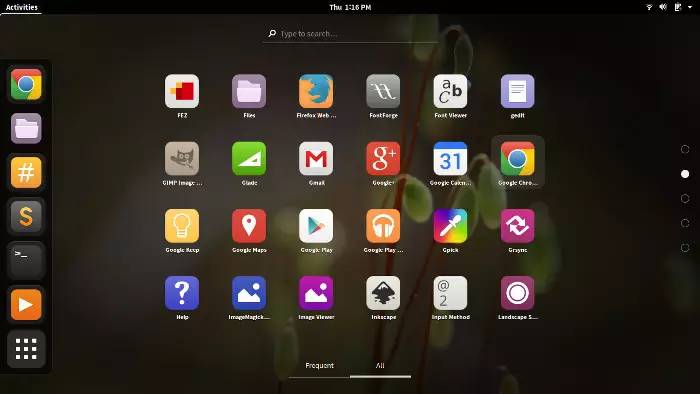 Activities
Thu 1:16 PM
Type to search...
FEZ
Files
Firefox Web ...
FontForge
Font Viewer
gedit
GIMP Image ...
Glade
Gmail
Google+
Google Calen...
Google Chro...
Google Keep
Google Maps
Google Play
Google Play ...
Gpick
Grsync
Help
ImageMagick...
Image Viewer
Inkscape
Input Method
Landscape S...
Frequent
All